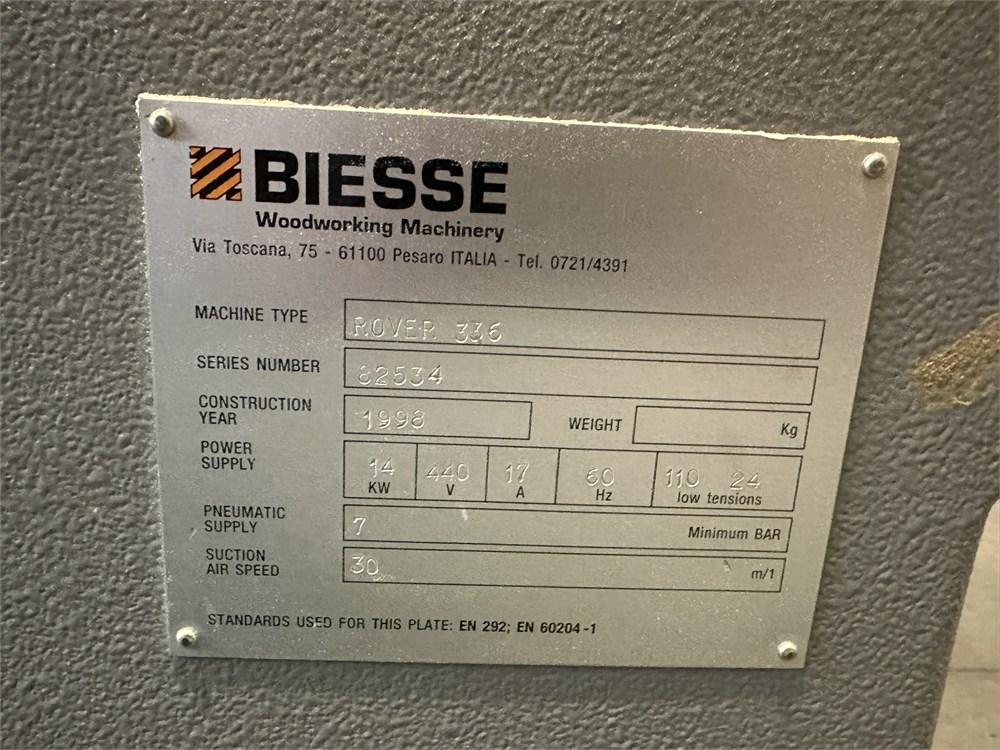 BIESSE
Woodworking Machinery
Via Toscana, 75 - 61100 Pesaro ITALIA - Tel. 0721/4391
MACHINE TYPE ROVER 336
SERIES NUMBER 82534
CONSTRUCTION YEAR 1998 WEIGHT Kg
POWER SUPPLY 14 KW 440 V 17 A 60 Hz 110 24 low tensions
PNEUMATIC SUPPLY 7 Minimum BAR
SUCTION AIR SPEED 30 m/1
STANDARDS USED FOR THIS PLATE: EN 292; EN 60204-1